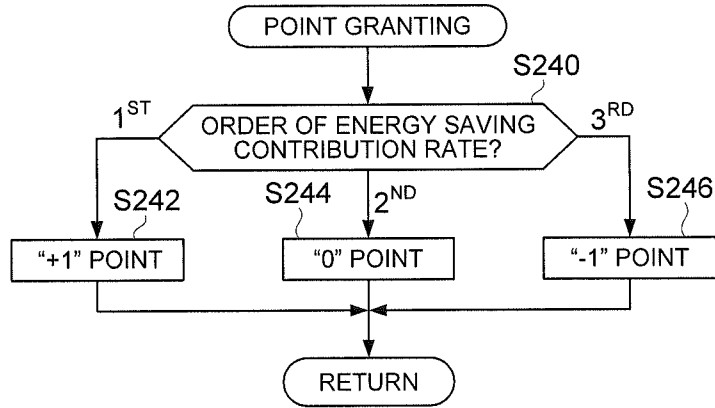 POINT GRANTING
S240
1ST
ORDER OF ENERGY SAVING
CONTRIBUTION RATE?
3RD
S242
S244
2ND
S246
“+1” POINT
“0” POINT
“-1” POINT
RETURN